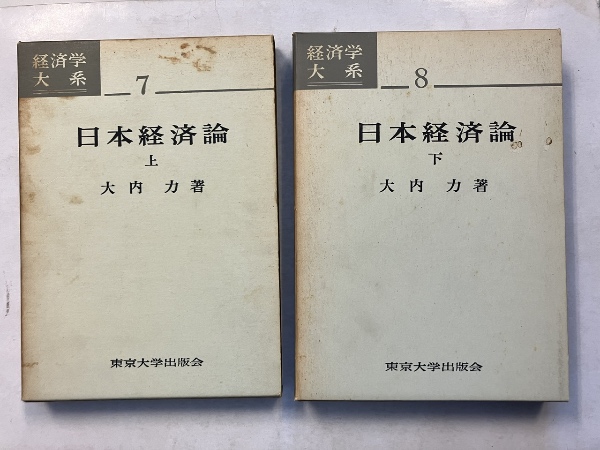 経済学
大系
7
日本経済論
上
大内 力著
東京大学出版会
経済学
大系
8
日本経済論
下
大内 力著
東京大学出版会